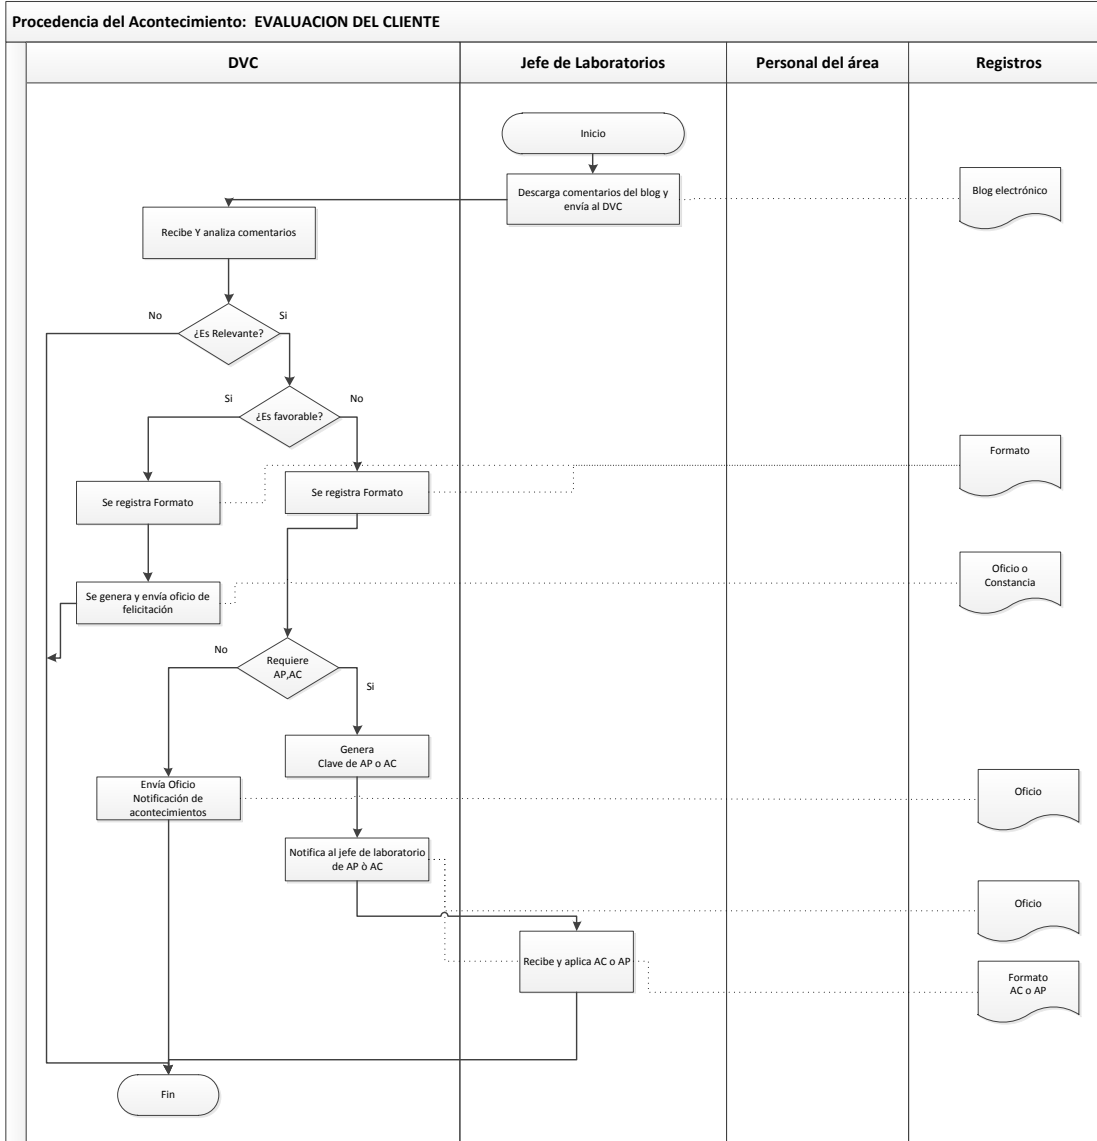 Procedencia del Acontecimiento: EVALUACION DEL CLIENTE
DVC
Jefe de Laboratorios
Personal del área
Registros
Inicio
Descarga comentarios del blog y
envía al DVC
Blog electrónico
Recibe Y analiza comentarios
No
Si
¿Es Relevante?
Si
No
¿Es favorable?
Formato
Se registra Formato
Se registra Formato
Oficio o
Constancia
Se genera y envía oficio de
felicitación
No
Requiere
AP,AC
Si
Genera
Clave de AP o AC
Envía Oficio
Notificación de
acontecimientos
Oficio
Notifica al jefe de laboratorio
de AP ò AC
Oficio
Recibe y aplica AC o AP
Formato
AC o AP
Fin